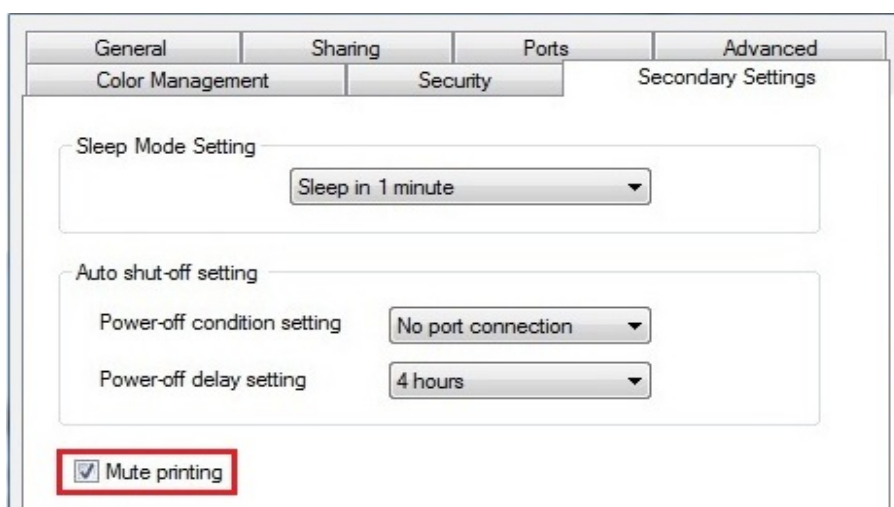 General Sharing Ports Advanced
Color Management Security Secondary Settings
Sleep Mode Setting
Sleep in 1 minute
Auto shut-off setting
Power-off condition setting No port connection
Power-off delay setting 4 hours
Mute printing